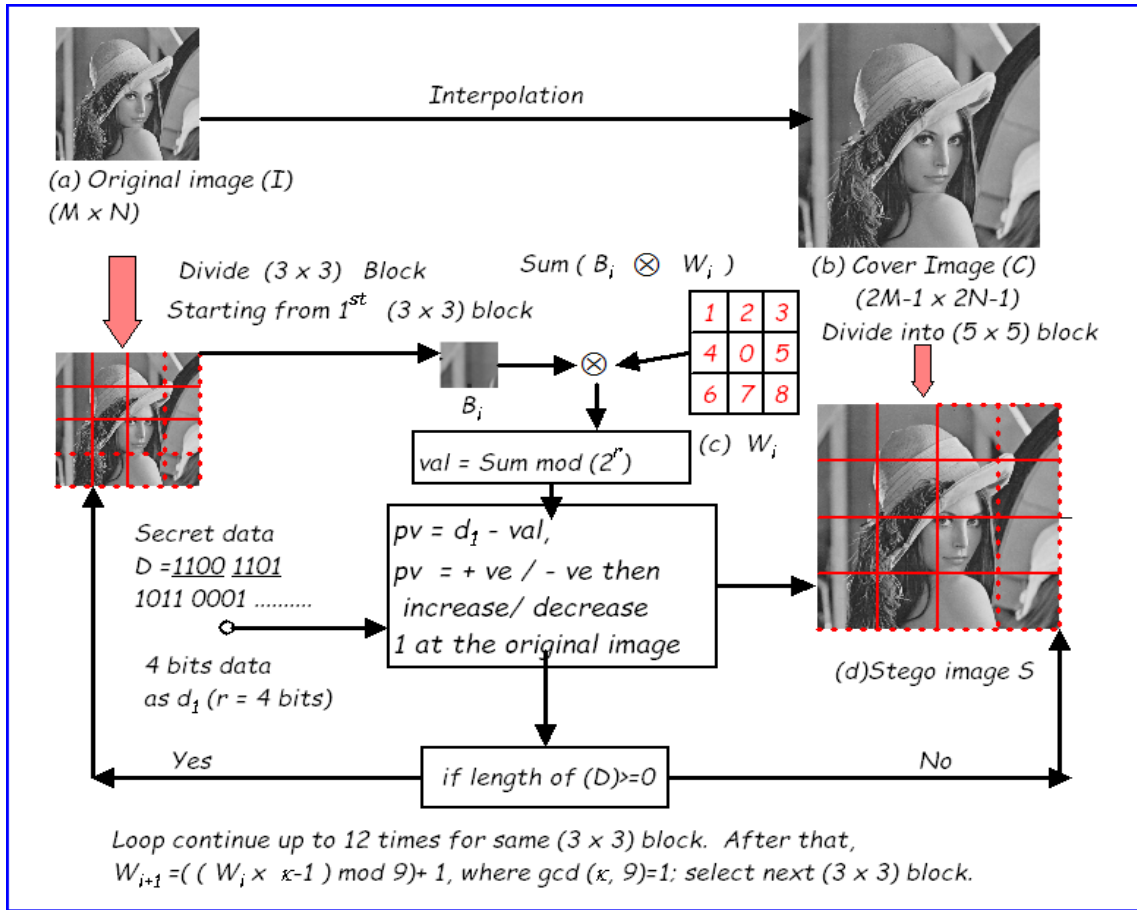 Interpolation
(a) Original image (I)
(M x N)
(b) Cover Image (C)
(2M-1 x 2N-1)
Divide into (5 x 5) block
Divide (3 x 3) Block
Starting from 1st (3 x 3) block
Sum ( Bi ⊗ Wi )
1 2 3
4 0 5
6 7 8
(c) Wi
Bi
⊗
val = Sum mod (2^r)
pv = d1 - val,
pv = + ve / - ve then
increase/ decrease
1 at the original image
Secret data
D =1100 1101
1011 0001 ..........
4 bits data
as d1 (r = 4 bits)
(d)Stego image S
Yes
if length of (D)>=0
No
Loop continue up to 12 times for same (3 x 3) block. After that,
Wi+1 =( ( Wi x κ-1 ) mod 9)+ 1, where gcd (κ, 9)=1; select next (3 x 3) block.